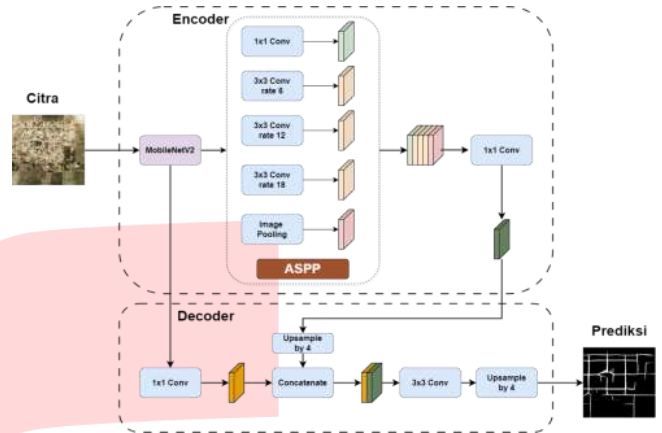 Encoder
1x1 Conv
3x3 Conv
rate 6
3x3 Conv
rate 12
3x3 Conv
rate 18
Image
Pooling
ASPP
Citra
MobileNetV2
1x1 Conv
Decoder
Upsample
by 4
1x1 Conv
Concatenate
3x3 Conv
Upsample
by 4
Prediksi